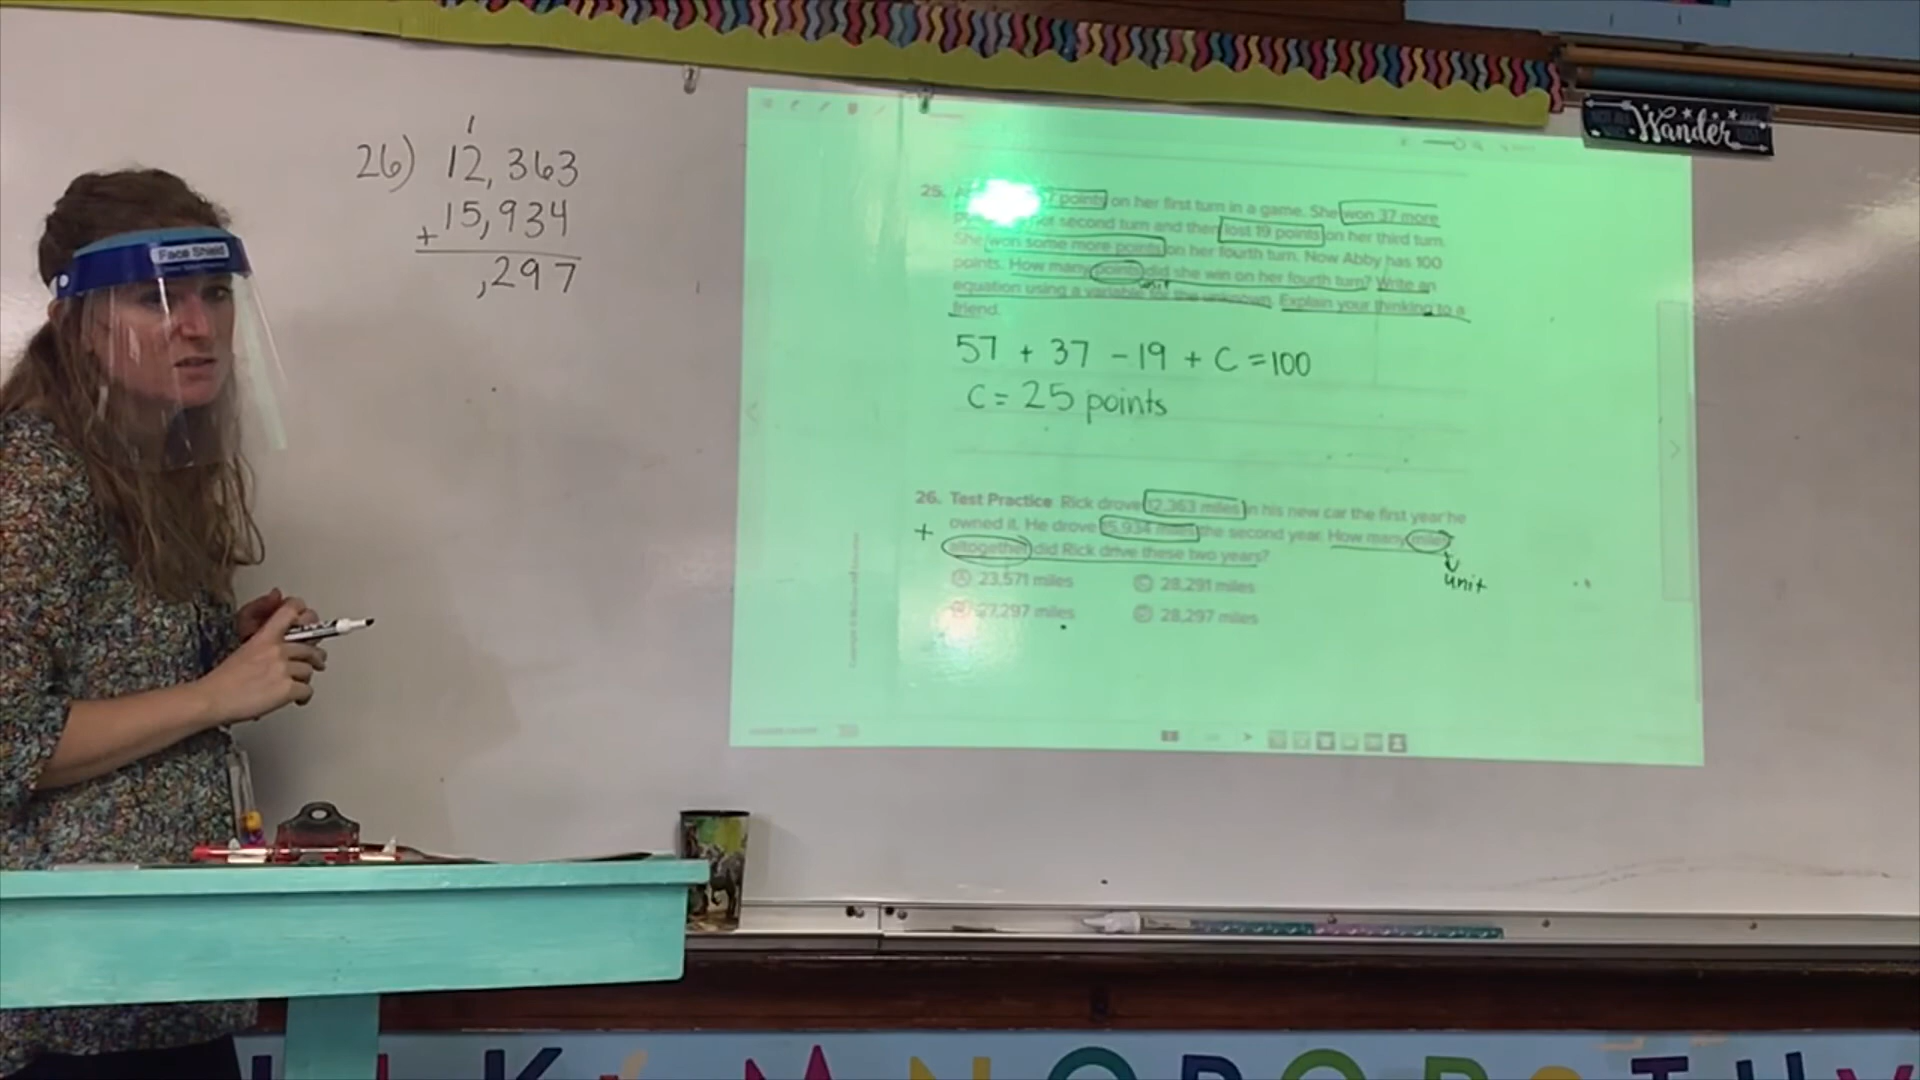 Wander
26) 12,363
1
+ 15,934
,297
Face Shield
25.
7 points on her first turn in a game. She won 37 more
second turn and then lost 19 points on her third turn.
She won some more points on her fourth turn. Now Abby has 100
points. How many points did she win on her fourth turn? Write an
unit
equation using a variable for the unknown. Explain your thinking to a
friend.
57 + 37 - 19 + C = 100
C = 25 points
26. Test Practice Rick drove 12,363 miles in his new car the first year he
+ owned it. He drove 15,934 miles the second year. How many miles
altogether did Rick drive these two years?
unit
A 23,571 miles
C 28,291 miles
B 27,297 miles
D 28,297 miles